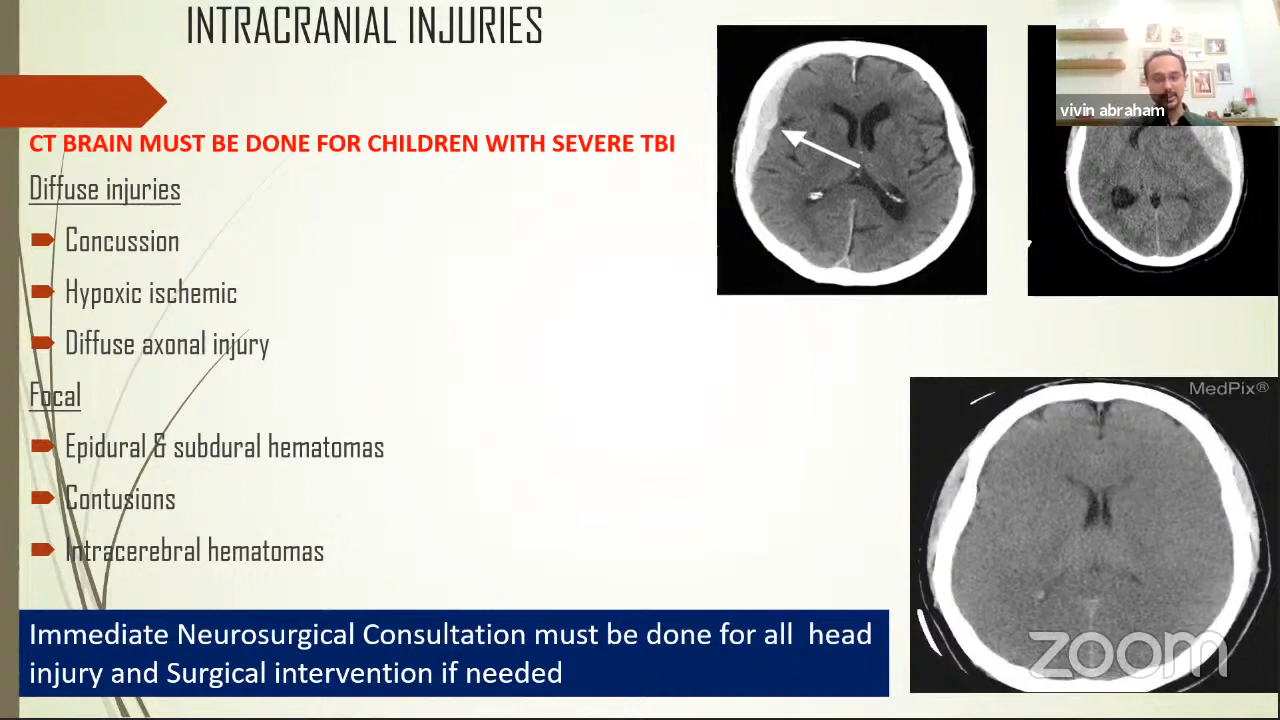 INTRACRANIAL INJURIES
CT BRAIN MUST BE DONE FOR CHILDREN WITH SEVERE TBI
Diffuse injuries
Concussion
Hypoxic ischemic
Diffuse axonal injury
Focal
Epidural & subdural hematomas
Contusions
Intracerebral hematomas
Immediate Neurosurgical Consultation must be done for all head
injury and Surgical intervention if needed
vivin abraham
MedPix®
zoom